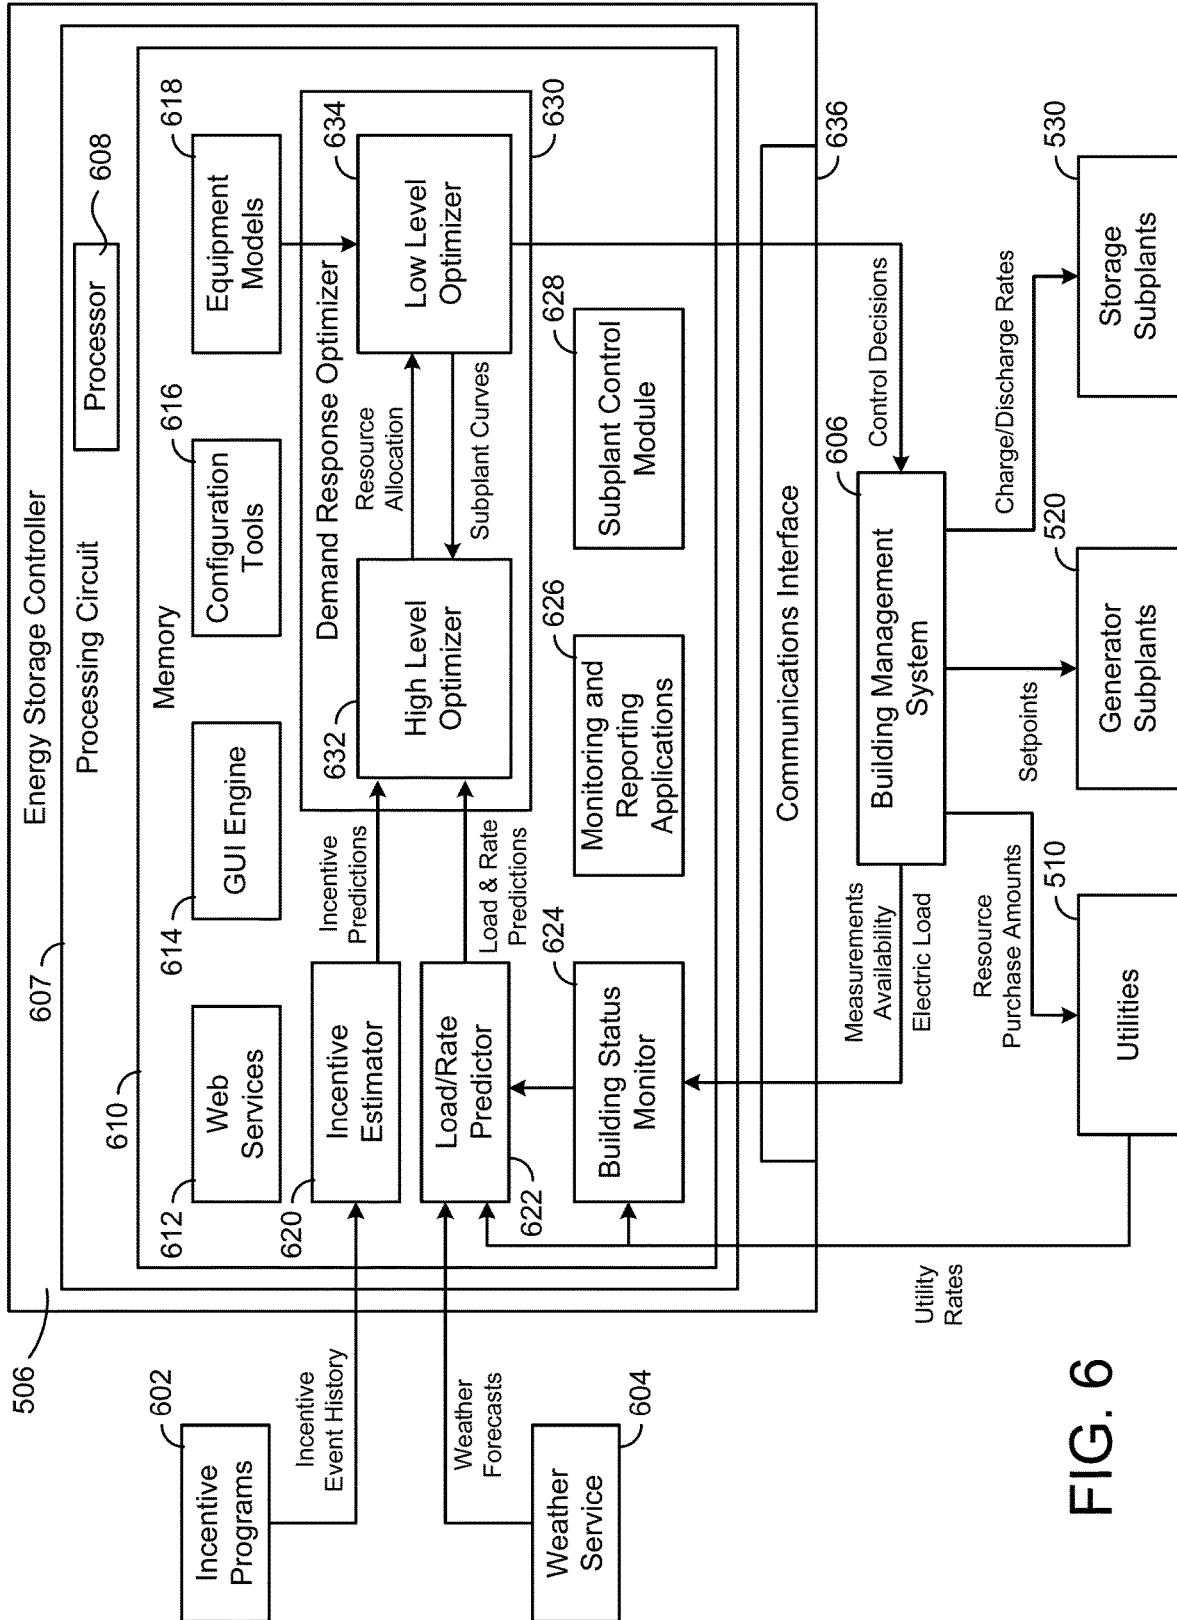 506
607
Energy Storage Controller
610
Processing Circuit
Processor
608
Memory
612
Web
Services
614
GUI Engine
616
Configuration
Tools
618
Equipment
Models
602
Incentive
Programs
Incentive
Event History
620
Incentive
Estimator
Incentive
Predictions
Demand Response Optimizer
630
632
High Level
Optimizer
Resource
Allocation
Subplant Curves
634
Low Level
Optimizer
Weather
Forecasts
Weather
Service
604
Load/Rate
Predictor
622
Load & Rate
Predictions
624
Building Status
Monitor
626
Monitoring and
Reporting
Applications
628
Subplant Control
Module
Communications Interface
636
Measurements
Availability
Electric Load
606
Building Management
System
Control Decisions
Utility
Rates
Resource
Purchase Amounts
Setpoints
Charge/Discharge Rates
510
Utilities
520
Generator
Subplants
530
Storage
Subplants
FIG. 6